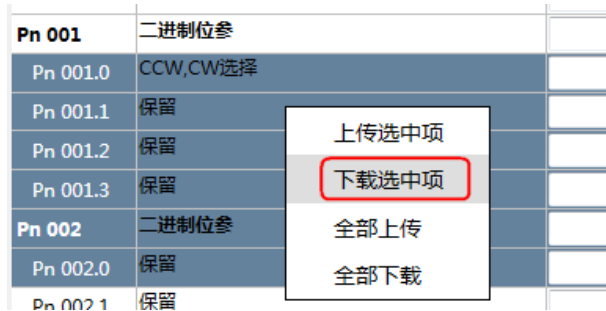 Pn 001 二进制位参
Pn 001.0 CCW,CW选择
Pn 001.1 保留
Pn 001.2 保留
Pn 001.3 保留
Pn 002 二进制位参
Pn 002.0 保留
Pn 002.1 保留
上传选中项
下载选中项
全部上传
全部下载